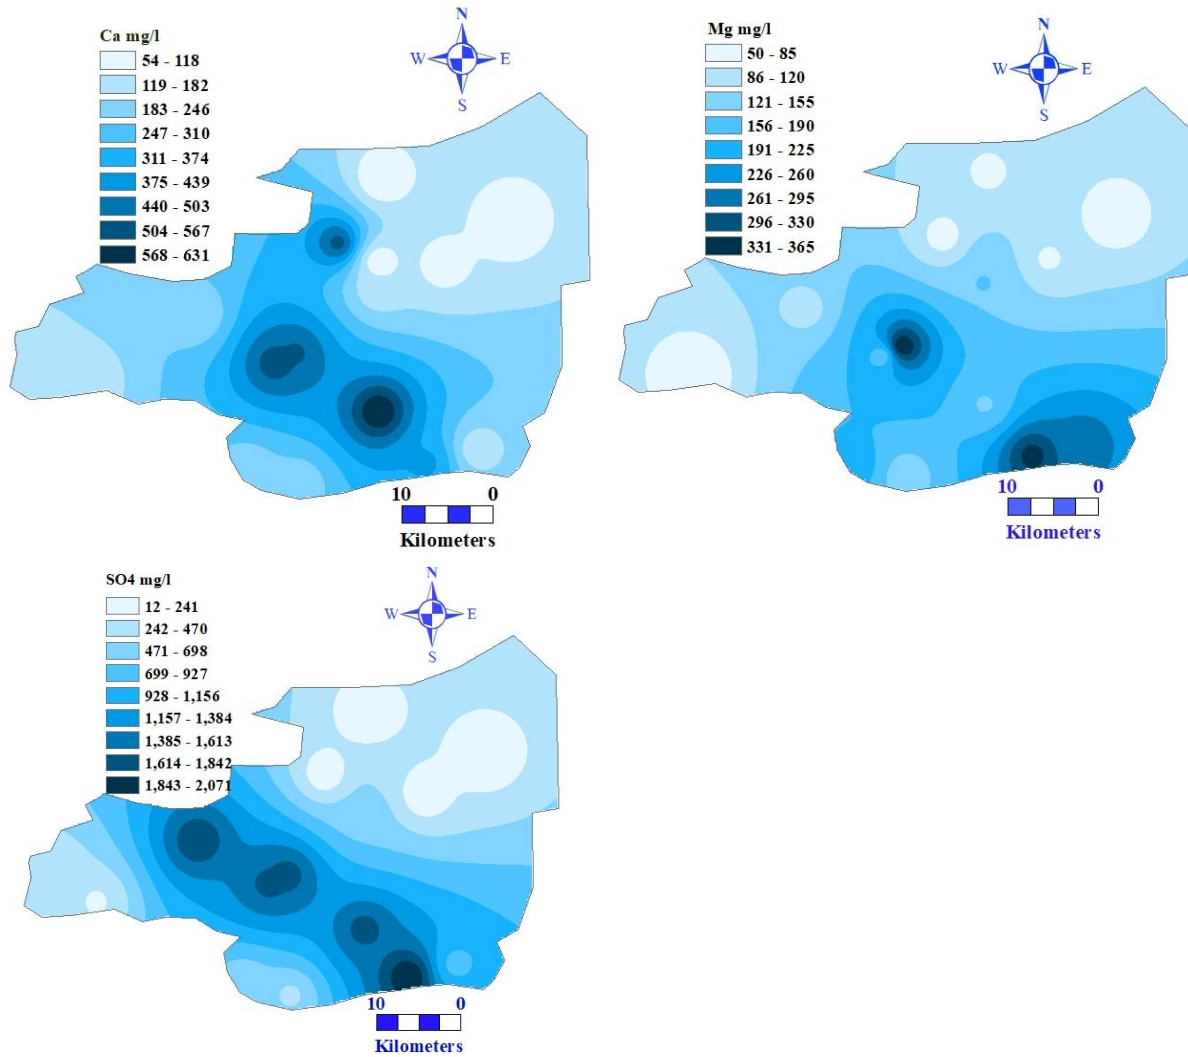 Ca mg/l
54 - 118
119 - 182
183 - 246
247 - 310
311 - 374
375 - 439
440 - 503
504 - 567
568 - 631
N
W E
S
10 0
Kilometers
Mg mg/l
50 - 85
86 - 120
121 - 155
156 - 190
191 - 225
226 - 260
261 - 295
296 - 330
331 - 365
N
W E
S
10 0
Kilometers
SO4 mg/l
12 - 241
242 - 470
471 - 698
699 - 927
928 - 1,156
1,157 - 1,384
1,385 - 1,613
1,614 - 1,842
1,843 - 2,071
N
W E
S
10 0
Kilometers